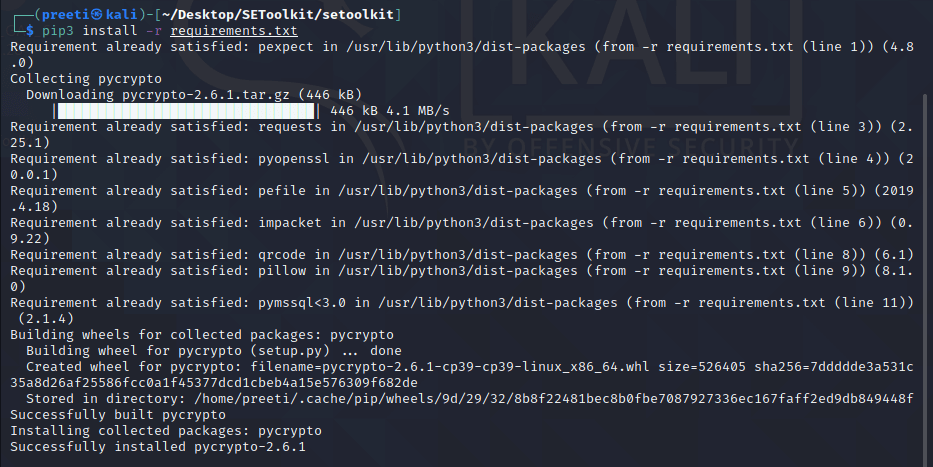 ┌──(preeti㉿kali)-[~/Desktop/SEToolkit/setoolkit]
└─$ pip3 install -r requirements.txt
Requirement already satisfied: pexpect in /usr/lib/python3/dist-packages (from -r requirements.txt (line 1)) (4.8
.0)
Collecting pycrypto
  Downloading pycrypto-2.6.1.tar.gz (446 kB)
     |████████████████████████████████| 446 kB 4.1 MB/s
Requirement already satisfied: requests in /usr/lib/python3/dist-packages (from -r requirements.txt (line 3)) (2.
25.1)
Requirement already satisfied: pyopenssl in /usr/lib/python3/dist-packages (from -r requirements.txt (line 4)) (2
0.0.1)
Requirement already satisfied: pefile in /usr/lib/python3/dist-packages (from -r requirements.txt (line 5)) (2019
.4.18)
Requirement already satisfied: impacket in /usr/lib/python3/dist-packages (from -r requirements.txt (line 6)) (0.
9.22)
Requirement already satisfied: qrcode in /usr/lib/python3/dist-packages (from -r requirements.txt (line 8)) (6.1)
Requirement already satisfied: pillow in /usr/lib/python3/dist-packages (from -r requirements.txt (line 9)) (8.1.
0)
Requirement already satisfied: pymssql<3.0 in /usr/lib/python3/dist-packages (from -r requirements.txt (line 11))
 (2.1.4)
Building wheels for collected packages: pycrypto
  Building wheel for pycrypto (setup.py) ... done
  Created wheel for pycrypto: filename=pycrypto-2.6.1-cp39-cp39-linux_x86_64.whl size=526405 sha256=7ddddde3a531c
35a8d26af25586fcc0a1f45377dcd1cbeb4a15e576309f682de
  Stored in directory: /home/preeti/.cache/pip/wheels/9d/29/32/8b8f22481bec8b0fbe7087927336ec167faff2ed9db849448f
Successfully built pycrypto
Installing collected packages: pycrypto
Successfully installed pycrypto-2.6.1
KALI
BY OFFENSIVE SECURITY